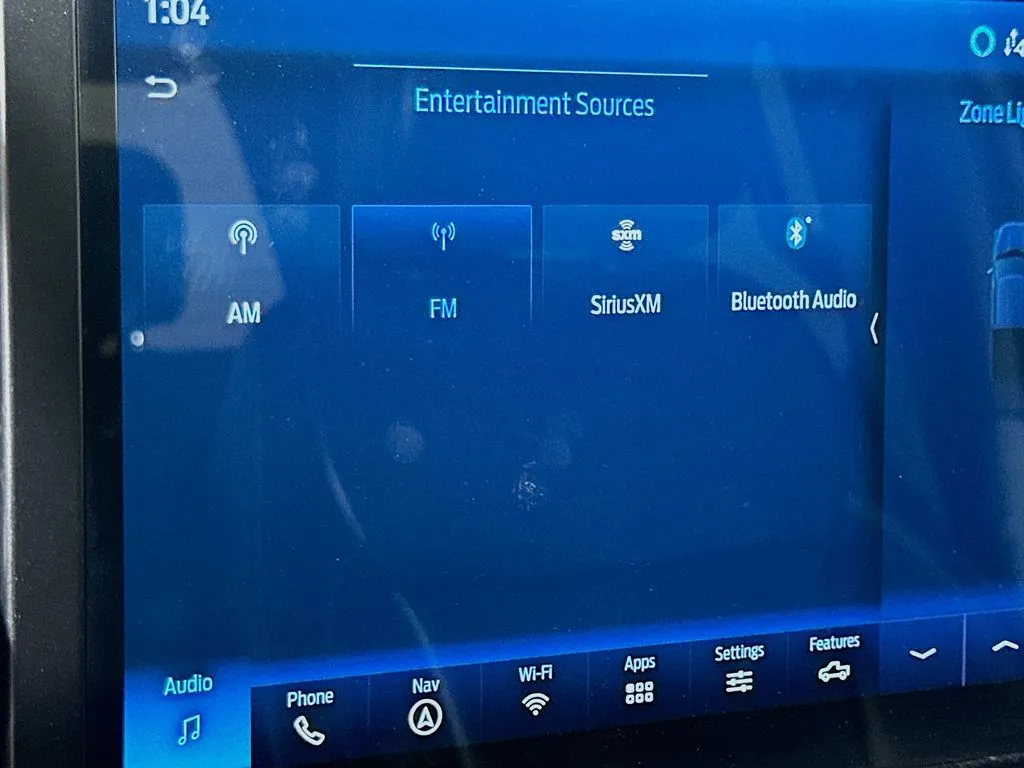 1:04
Entertainment Sources
Zone Li
sxm
AM
FM
SiriusXM
Bluetooth Audio
Audio
Phone
Nav
Wi-Fi
Apps
Settings
Features